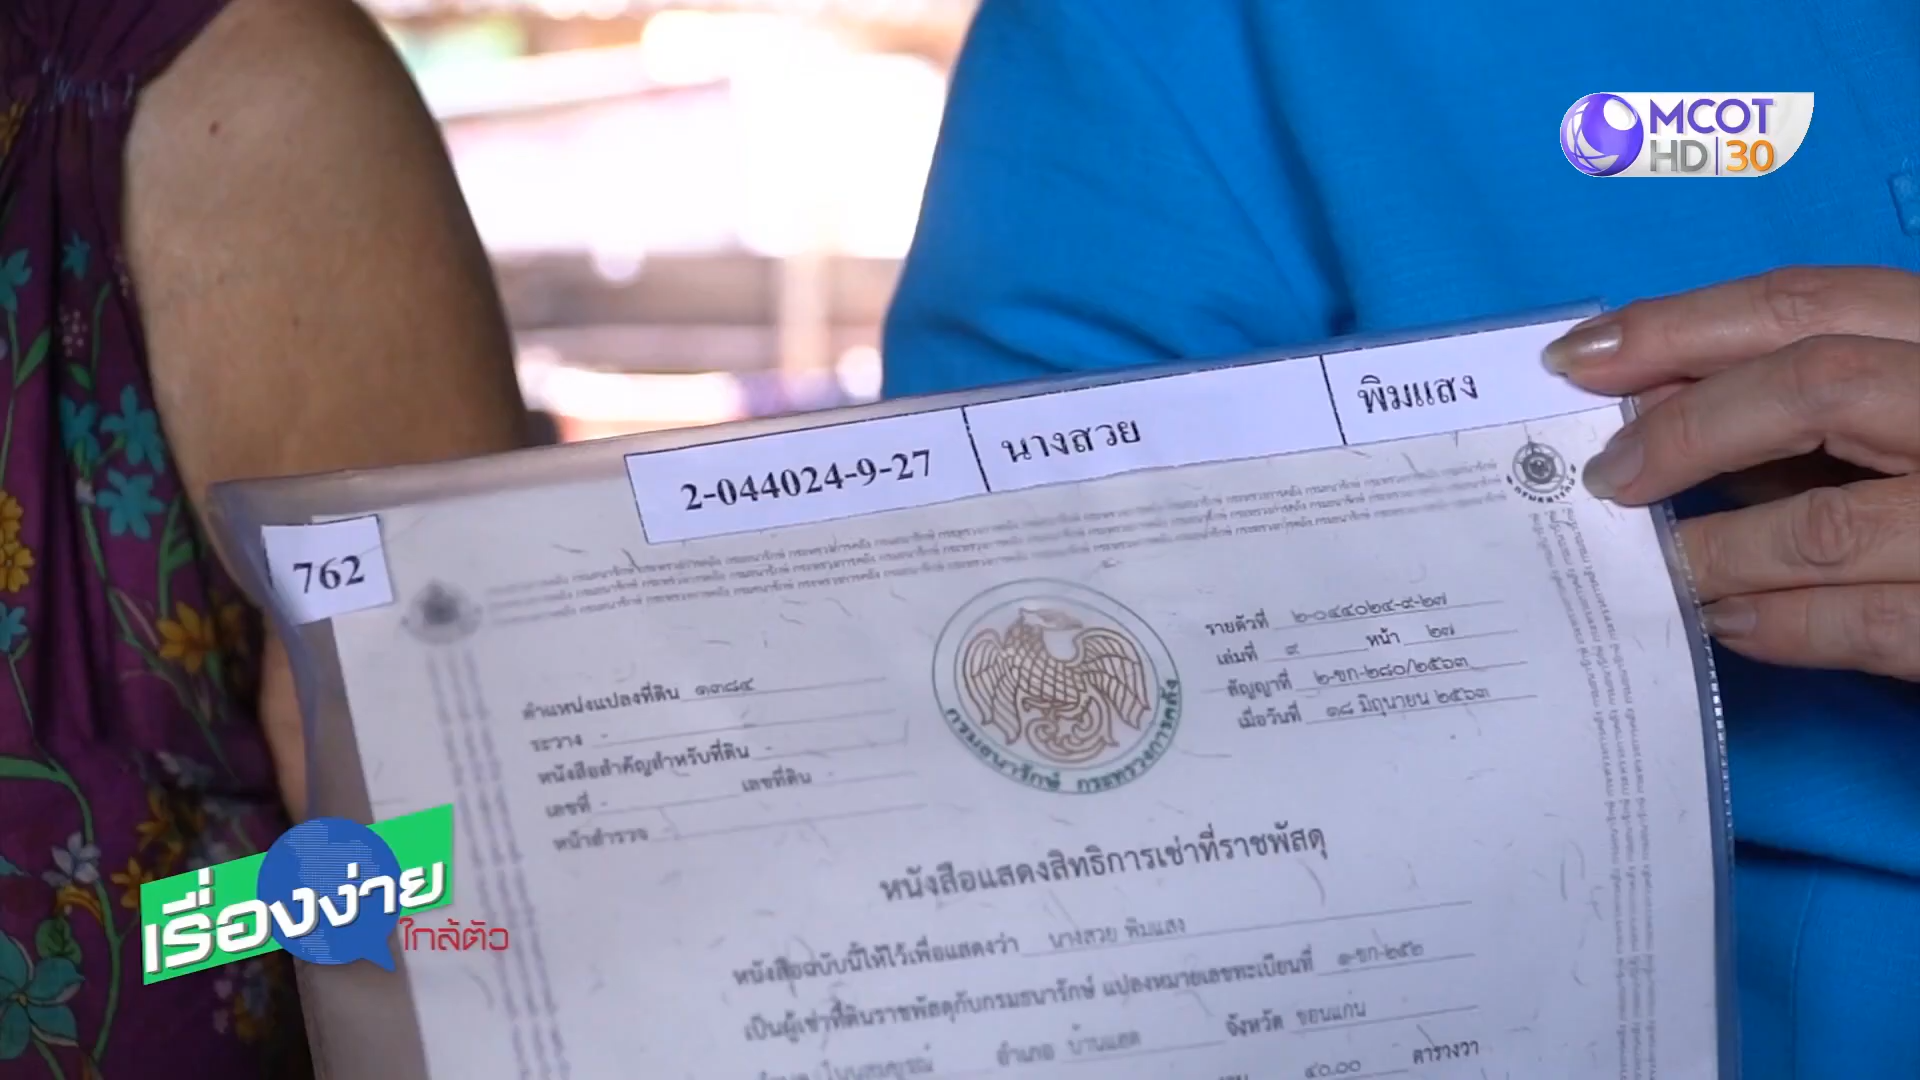 MCOT
HD 30
2-044024-9-27 นางสวย พิมแสง
762
รายตัวที่ ๒-๐๔๔๐๒๔-๙-๒๗
เล่มที่ ๙ หน้า ๒๗
สัญญาที่ ๒-ขก-๒๘๐/๒๕๖๓
เมื่อวันที่ ๑๘ มิถุนายน ๒๕๖๓
ตำแหน่งแปลงที่ดิน ๑๓๘๔
ระวาง -
หนังสือสำคัญสำหรับที่ดิน -
เลขที่ - เลขที่ดิน -
หน้าสำรวจ -
กรมธนารักษ์ กระทรวงการคลัง
หนังสือแสดงสิทธิการเช่าที่ราชพัสดุ
หนังสือฉบับนี้ให้ไว้เพื่อแสดงว่า นางสวย พิมแสง
เป็นผู้เช่าที่ดินราชพัสดุกับกรมธนารักษ์ แปลงหมายเลขทะเบียนที่ ๑-ขก-๒๕๒
โนนสมบูรณ์ อำเภอ บ้านแฮด จังหวัด ขอนแก่น
๔๐.๐๐ ตารางวา
เรื่องง่าย
ใกล้ตัว